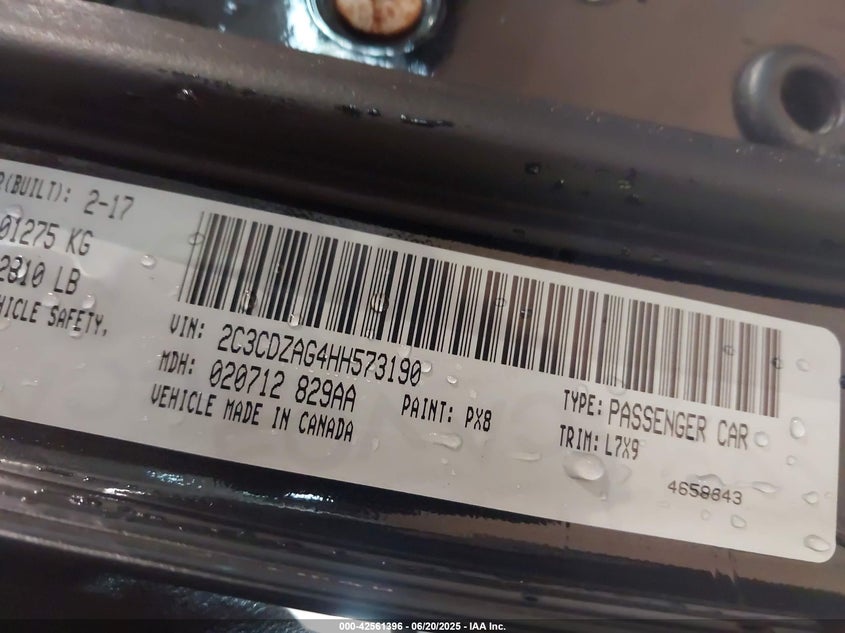 (BUILT): 2-17
01275 KG
2810 LB
HICLE SAFETY,
VIN: 2C3CDZAG4HH573190
MDH: 020712 829AA
VEHICLE MADE IN CANADA
PAINT: PX8
TYPE: PASSENGER CAR
TRIM: L7X9
4658843
000-42561396 - 06/20/2025 - IAA Inc.